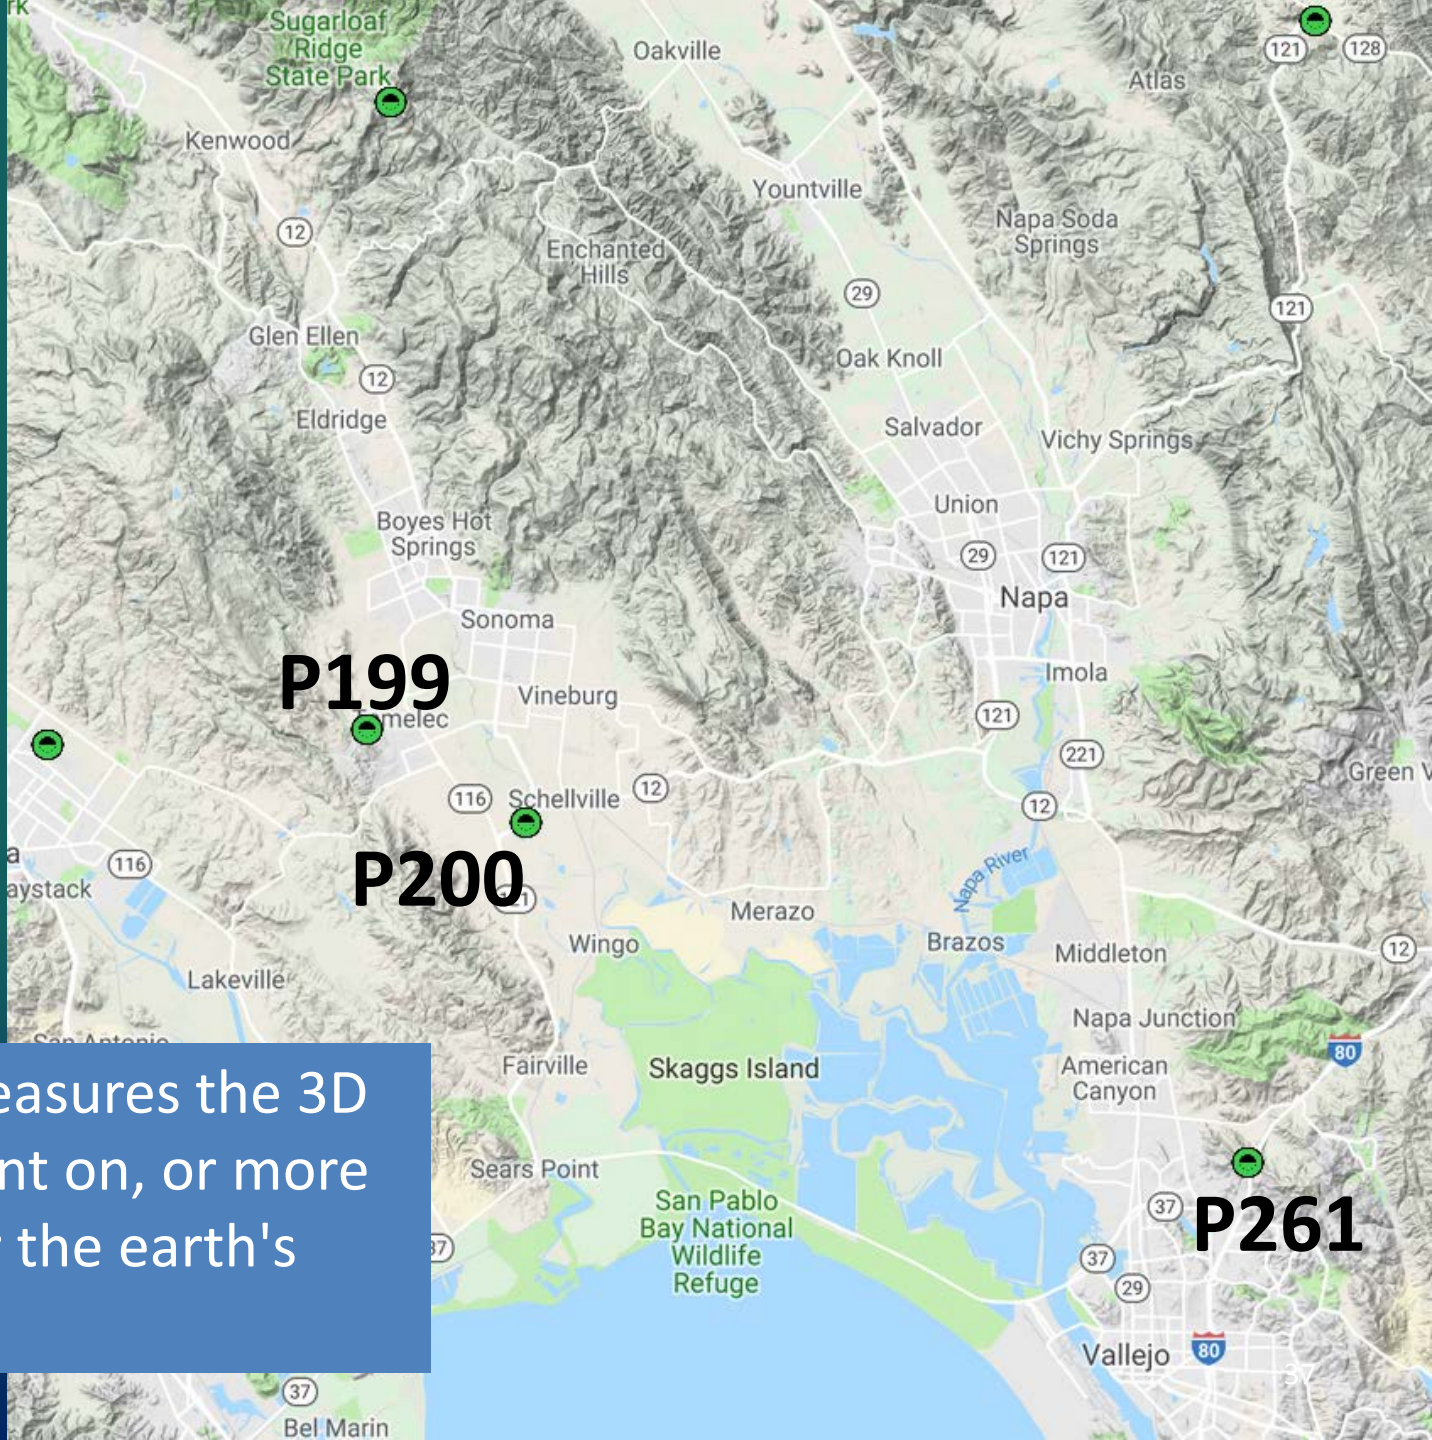 Sugarloaf
Ridge
State Park
Oakville
121
128
Atlas
Kenwood
Yountville
Napa Soda
Springs
12
Enchanted
Hills
29
121
Glen Ellen
Oak Knoll
12
Eldridge
Salvador
Vichy Springs
Union
Boyes Hot
Springs
29
121
Napa
Sonoma
Imola
P199
Vineburg
121
221
116
Schellville
12
12
116
P200
Napa River
Merazo
Wingo
Brazos
Middleton
12
Lakeville
San Antonio
Napa Junction
80
Fairville
Skaggs Island
American
Canyon
the 3D
on, or more
the earth's
Sears Point
San Pablo
Bay National
Wildlife
Refuge
37
P261
37
29
Vallejo
80
37
37
Bel Marin